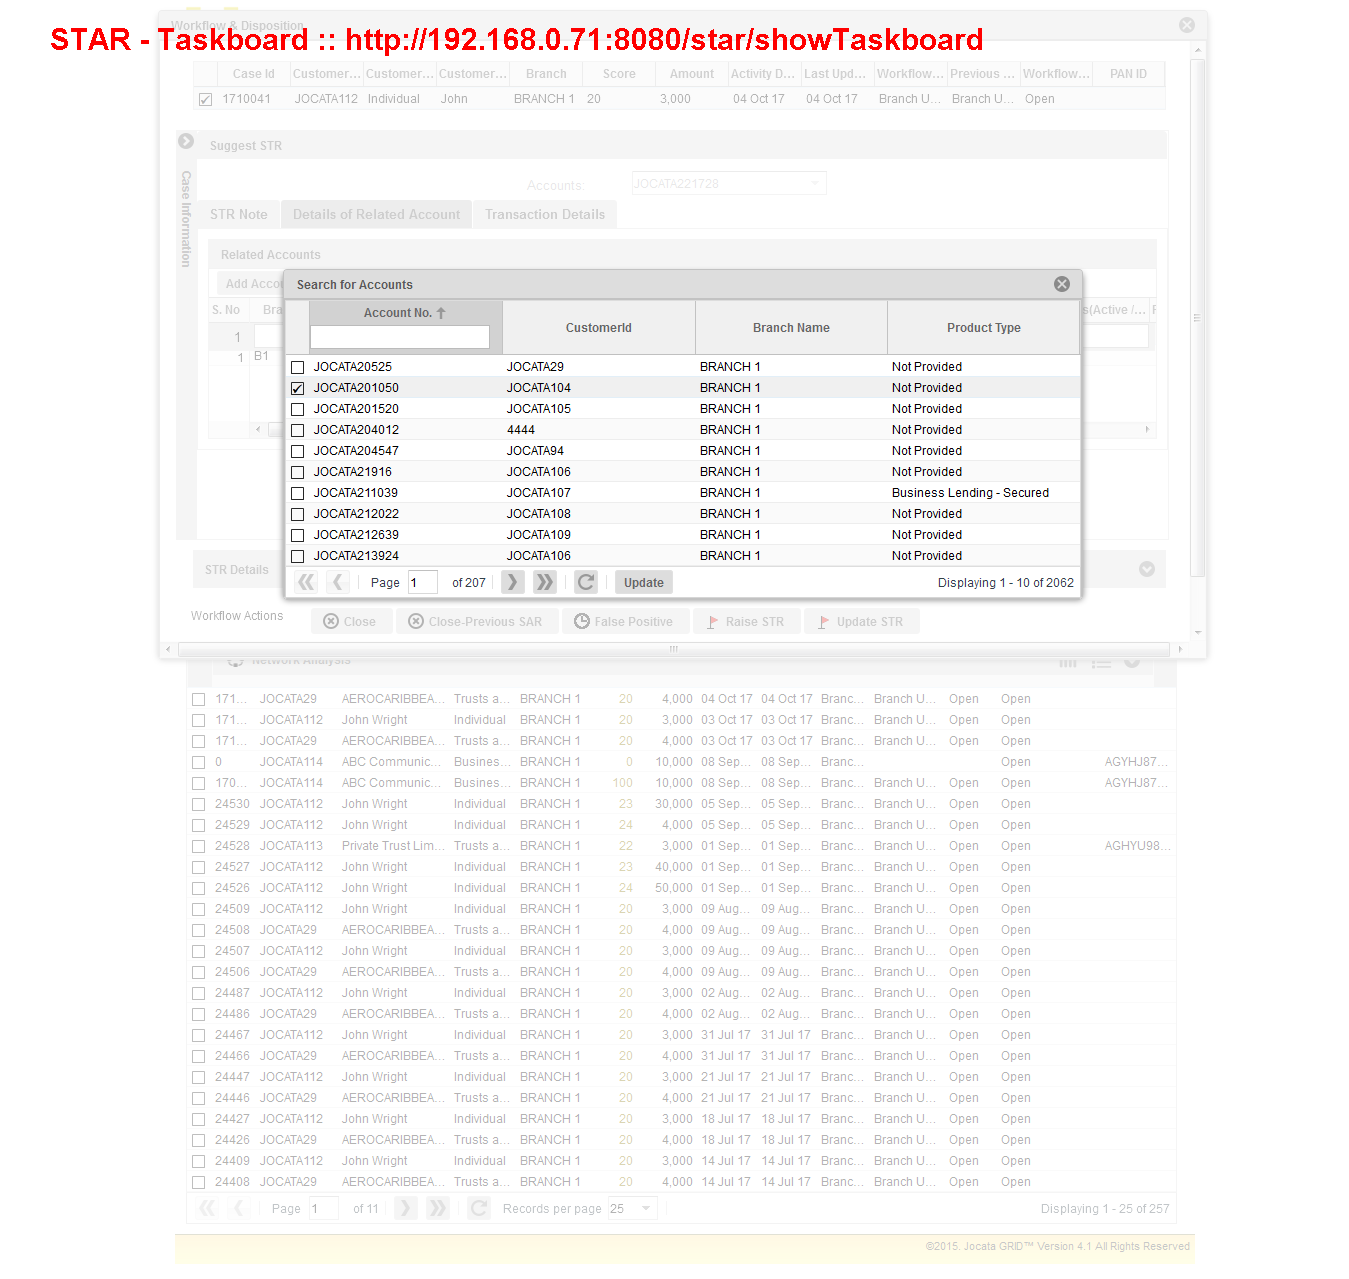 Workflow & Disposition
STAR - Taskboard :: http://192.168.0.71:8080/star/showTaskboard
Case Id Customer... Customer... Customer... Branch Score Amount Activity D... Last Upd... Workflow... Previous ... Workflow... PAN ID
1710041 JOCATA112 Individual John BRANCH 1 20 3,000 04 Oct 17 04 Oct 17 Branch U... Branch U... Open
Case Information
Suggest STR
Accounts: JOCATA221728
STR Note Details of Related Account Transaction Details
Related Accounts
Add Accou
S. No Bra s(Active /...
1
1 B1
Search for Accounts
Account No. CustomerId Branch Name Product Type
JOCATA20525 JOCATA29 BRANCH 1 Not Provided
JOCATA201050 JOCATA104 BRANCH 1 Not Provided
JOCATA201520 JOCATA105 BRANCH 1 Not Provided
JOCATA204012 4444 BRANCH 1 Not Provided
JOCATA204547 JOCATA94 BRANCH 1 Not Provided
JOCATA21916 JOCATA106 BRANCH 1 Not Provided
JOCATA211039 JOCATA107 BRANCH 1 Business Lending - Secured
JOCATA212022 JOCATA108 BRANCH 1 Not Provided
JOCATA212639 JOCATA109 BRANCH 1 Not Provided
JOCATA213924 JOCATA106 BRANCH 1 Not Provided
Page 1 of 207 Update Displaying 1 - 10 of 2062
STR Details
Workflow Actions Close Close-Previous SAR False Positive Raise STR Update STR
Network Analysis
171... JOCATA29 AEROCARIBBEA... Trusts a... BRANCH 1 20 4,000 04 Oct 17 04 Oct 17 Branc... Branch U... Open Open
171... JOCATA112 John Wright Individual BRANCH 1 20 3,000 03 Oct 17 03 Oct 17 Branc... Branch U... Open Open
171... JOCATA29 AEROCARIBBEA... Trusts a... BRANCH 1 20 4,000 03 Oct 17 03 Oct 17 Branc... Branch U... Open Open
0 JOCATA114 ABC Communic... Busines... BRANCH 1 0 10,000 08 Sep... 08 Sep... Branc... Open AGYHJ87...
170... JOCATA114 ABC Communic... Busines... BRANCH 1 100 10,000 08 Sep... 08 Sep... Branc... Branch U... Open Open AGYHJ87...
24530 JOCATA112 John Wright Individual BRANCH 1 23 30,000 05 Sep... 05 Sep... Branc... Branch U... Open Open
24529 JOCATA112 John Wright Individual BRANCH 1 24 4,000 05 Sep... 05 Sep... Branc... Branch U... Open Open
24528 JOCATA113 Private Trust Lim... Trusts a... BRANCH 1 22 3,000 01 Sep... 01 Sep... Branc... Branch U... Open Open AGHYU98...
24527 JOCATA112 John Wright Individual BRANCH 1 23 40,000 01 Sep... 01 Sep... Branc... Branch U... Open Open
24526 JOCATA112 John Wright Individual BRANCH 1 24 50,000 01 Sep... 01 Sep... Branc... Branch U... Open Open
24509 JOCATA112 John Wright Individual BRANCH 1 20 3,000 09 Aug... 09 Aug... Branc... Branch U... Open Open
24508 JOCATA29 AEROCARIBBEA... Trusts a... BRANCH 1 20 4,000 09 Aug... 09 Aug... Branc... Branch U... Open Open
24507 JOCATA112 John Wright Individual BRANCH 1 20 3,000 09 Aug... 09 Aug... Branc... Branch U... Open Open
24506 JOCATA29 AEROCARIBBEA... Trusts a... BRANCH 1 20 4,000 09 Aug... 09 Aug... Branc... Branch U... Open Open
24487 JOCATA112 John Wright Individual BRANCH 1 20 3,000 02 Aug... 02 Aug... Branc... Branch U... Open Open
24486 JOCATA29 AEROCARIBBEA... Trusts a... BRANCH 1 20 4,000 02 Aug... 02 Aug... Branc... Branch U... Open Open
24467 JOCATA112 John Wright Individual BRANCH 1 20 3,000 31 Jul 17 31 Jul 17 Branc... Branch U... Open Open
24466 JOCATA29 AEROCARIBBEA... Trusts a... BRANCH 1 20 4,000 31 Jul 17 31 Jul 17 Branc... Branch U... Open Open
24447 JOCATA112 John Wright Individual BRANCH 1 20 3,000 21 Jul 17 21 Jul 17 Branc... Branch U... Open Open
24446 JOCATA29 AEROCARIBBEA... Trusts a... BRANCH 1 20 4,000 21 Jul 17 21 Jul 17 Branc... Branch U... Open Open
24427 JOCATA112 John Wright Individual BRANCH 1 20 3,000 18 Jul 17 18 Jul 17 Branc... Branch U... Open Open
24426 JOCATA29 AEROCARIBBEA... Trusts a... BRANCH 1 20 4,000 18 Jul 17 18 Jul 17 Branc... Branch U... Open Open
24409 JOCATA112 John Wright Individual BRANCH 1 20 3,000 14 Jul 17 14 Jul 17 Branc... Branch U... Open Open
24408 JOCATA29 AEROCARIBBEA... Trusts a... BRANCH 1 20 4,000 14 Jul 17 14 Jul 17 Branc... Branch U... Open Open
Page 1 of 11 Records per page 25 Displaying 1 - 25 of 257
©2015. Jocata GRID™ Version 4.1 All Rights Reserved